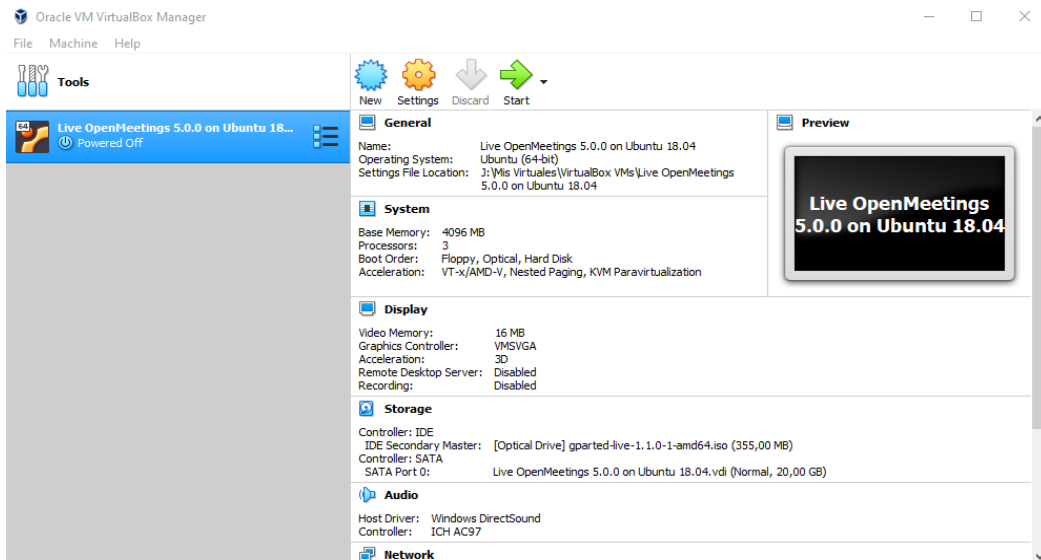 Oracle VM VirtualBox Manager
File Machine Help
Tools
New Settings Discard Start
64
Live OpenMeetings 5.0.0 on Ubuntu 18...
Powered Off
General
Name: Live OpenMeetings 5.0.0 on Ubuntu 18.04
Operating System: Ubuntu (64-bit)
Settings File Location: J:\Mis Virtuales\VirtualBox VMs\Live OpenMeetings
5.0.0 on Ubuntu 18.04
Preview
Live OpenMeetings
5.0.0 on Ubuntu 18.04
System
Base Memory: 4096 MB
Processors: 3
Boot Order: Floppy, Optical, Hard Disk
Acceleration: VT-x/AMD-V, Nested Paging, KVM Paravirtualization
Display
Video Memory: 16 MB
Graphics Controller: VMSVGA
Acceleration: 3D
Remote Desktop Server: Disabled
Recording: Disabled
Storage
Controller: IDE
IDE Secondary Master: [Optical Drive] gparted-live-1.1.0-1-amd64.iso (355,00 MB)
Controller: SATA
SATA Port 0: Live OpenMeetings 5.0.0 on Ubuntu 18.04.vdi (Normal, 20,00 GB)
Audio
Host Driver: Windows DirectSound
Controller: ICH AC97
Network